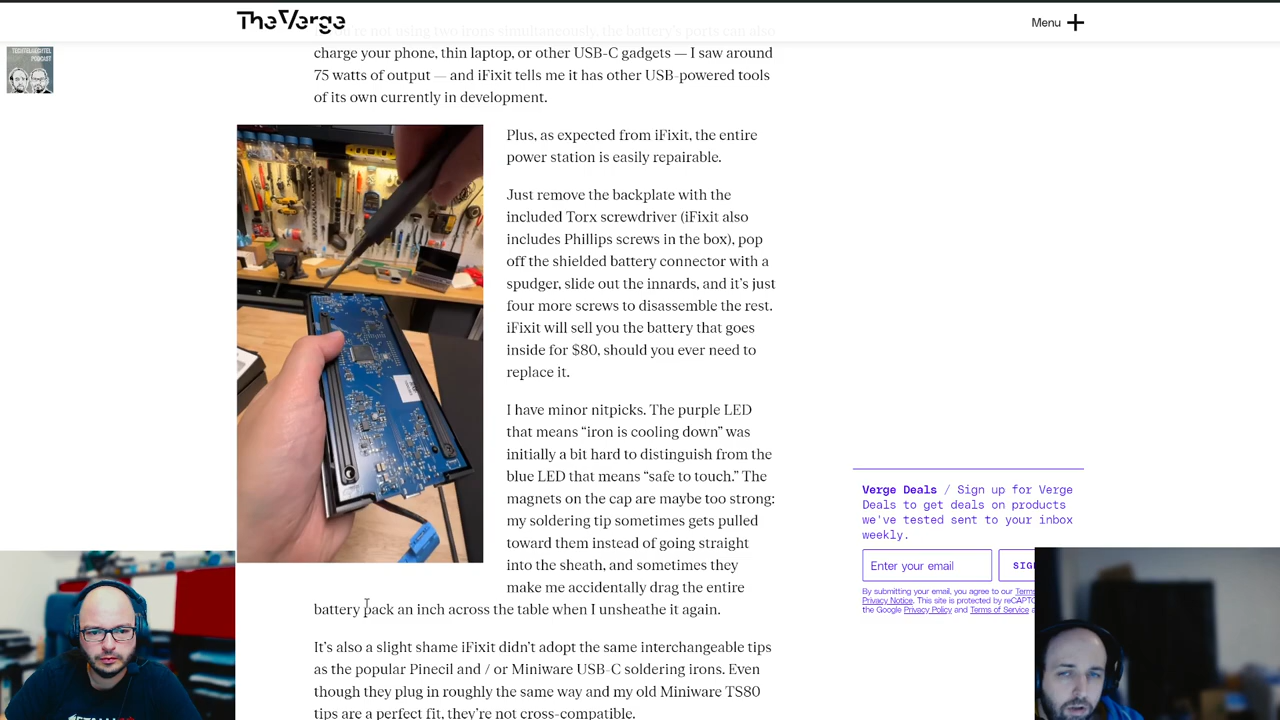 The Verge
Menu
TECHTELMECHTEL
PODCAST
If you're not using two irons simultaneously, the battery's ports can also
charge your phone, thin laptop, or other USB-C gadgets — I saw around
75 watts of output — and iFixit tells me it has other USB-powered tools
of its own currently in development.
Plus, as expected from iFixit, the entire
power station is easily repairable.
Just remove the backplate with the
included Torx screwdriver (iFixit also
includes Phillips screws in the box), pop
off the shielded battery connector with a
spudger, slide out the innards, and it's just
four more screws to disassemble the rest.
iFixit will sell you the battery that goes
inside for $80, should you ever need to
replace it.
I have minor nitpicks. The purple LED
that means “iron is cooling down” was
initially a bit hard to distinguish from the
blue LED that means “safe to touch.” The
magnets on the cap are maybe too strong:
my soldering tip sometimes gets pulled
toward them instead of going straight
into the sheath, and sometimes they
make me accidentally drag the entire
battery pack an inch across the table when I unsheathe it again.
It’s also a slight shame iFixit didn’t adopt the same interchangeable tips
as the popular Pinecil and / or Miniware USB-C soldering irons. Even
though they plug in roughly the same way and my old Miniware TS80
tips are a perfect fit, they’re not cross-compatible.
Verge Deals / Sign up for Verge
Deals to get deals on products
we've tested sent to your inbox
weekly.
Enter your email
SIG
By submitting your email, you agree to our Terms
Privacy Notice. This site is protected by reCAPTC
the Google Privacy Policy and Terms of Service a